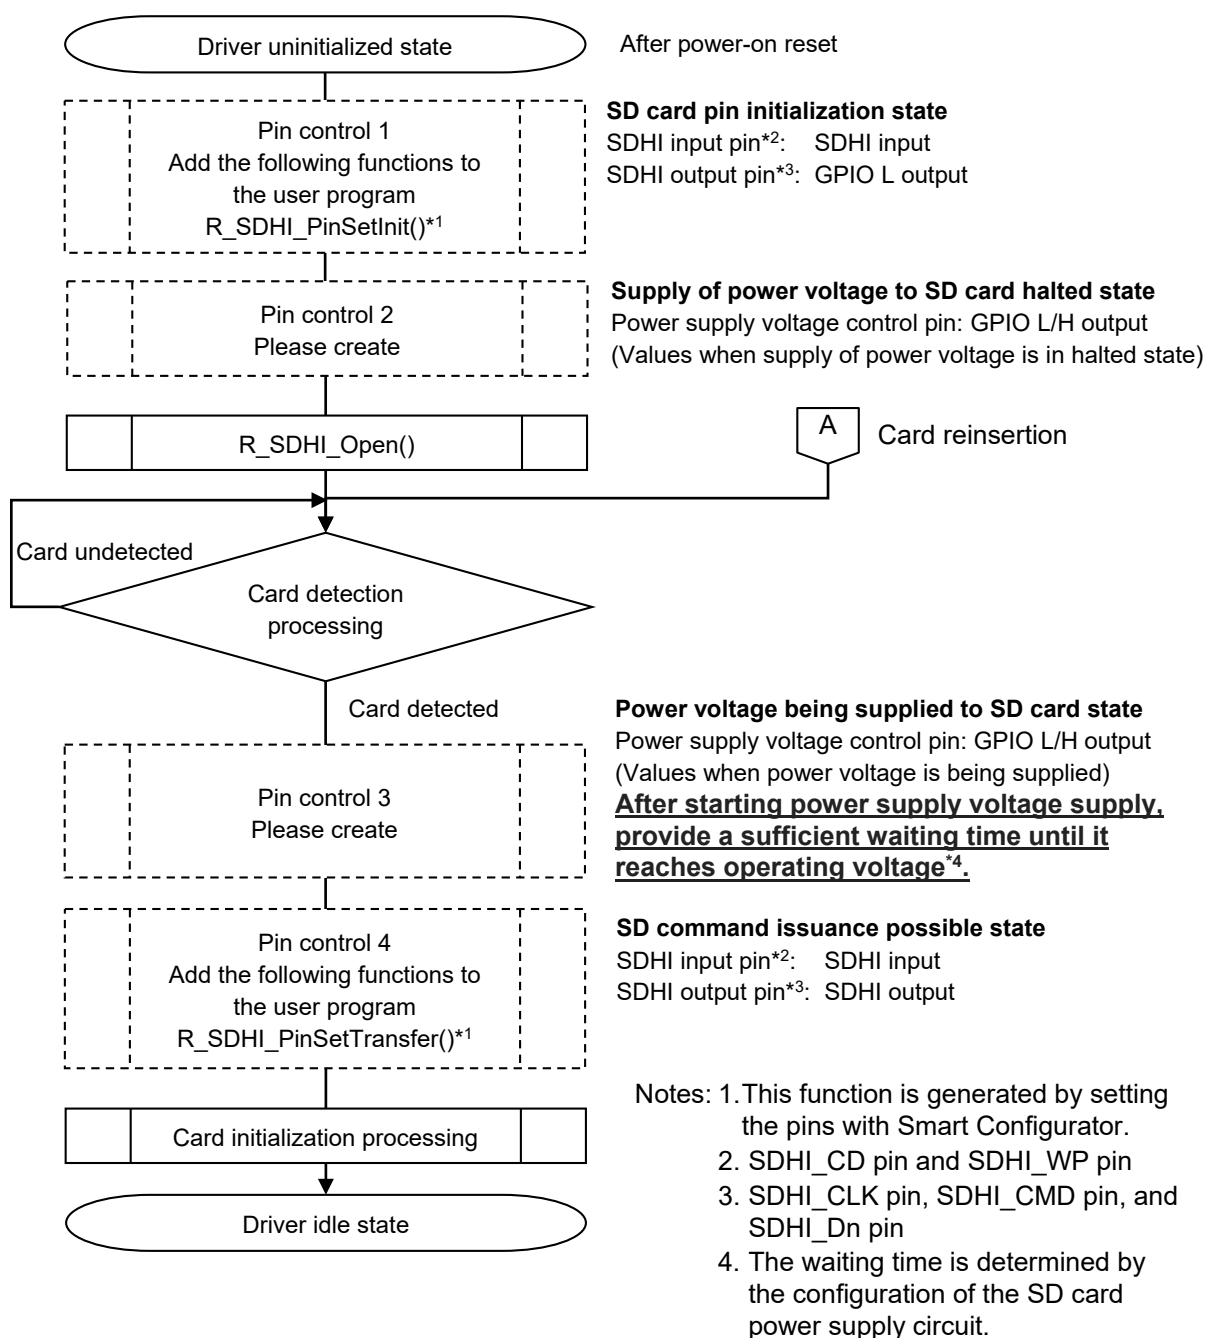 Driver uninitialized state
After power-on reset
Pin control 1
Add the following functions to
the user program
R_SDHI_PinSetInit()*1
SD card pin initialization state
SDHI input pin*2: SDHI input
SDHI output pin*3: GPIO L output
Pin control 2
Please create
Supply of power voltage to SD card halted state
Power supply voltage control pin: GPIO L/H output
(Values when supply of power voltage is in halted state)
R_SDHI_Open()
A
Card reinsertion
Card undetected
Card detection
processing
Card detected
Pin control 3
Please create
Power voltage being supplied to SD card state
Power supply voltage control pin: GPIO L/H output
(Values when power voltage is being supplied)
After starting power supply voltage supply,
provide a sufficient waiting time until it
reaches operating voltage*4.
Pin control 4
Add the following functions to
the user program
R_SDHI_PinSetTransfer()*1
SD command issuance possible state
SDHI input pin*2: SDHI input
SDHI output pin*3: SDHI output
Card initialization processing
Driver idle state
Notes: 1. This function is generated by setting
the pins with Smart Configurator.
2. SDHI_CD pin and SDHI_WP pin
3. SDHI_CLK pin, SDHI_CMD pin, and
SDHI_Dn pin
4. The waiting time is determined by
the configuration of the SD card
power supply circuit.